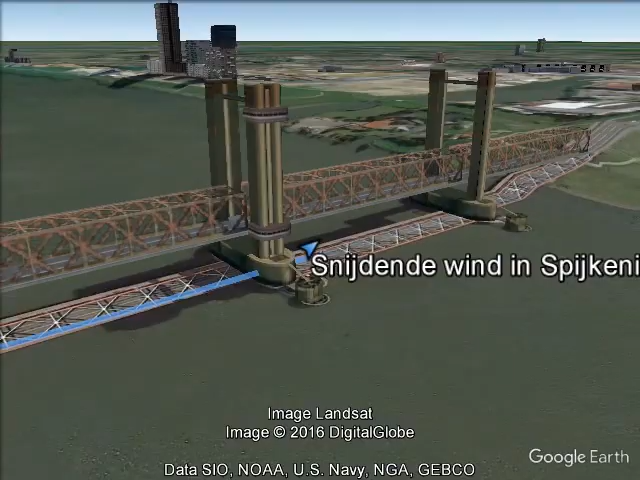 Snijdende wind in Spijkeni
Image Landsat
Image © 2016 DigitalGlobe
Google Earth
Data SIO, NOAA, U.S. Navy, NGA, GEBCO